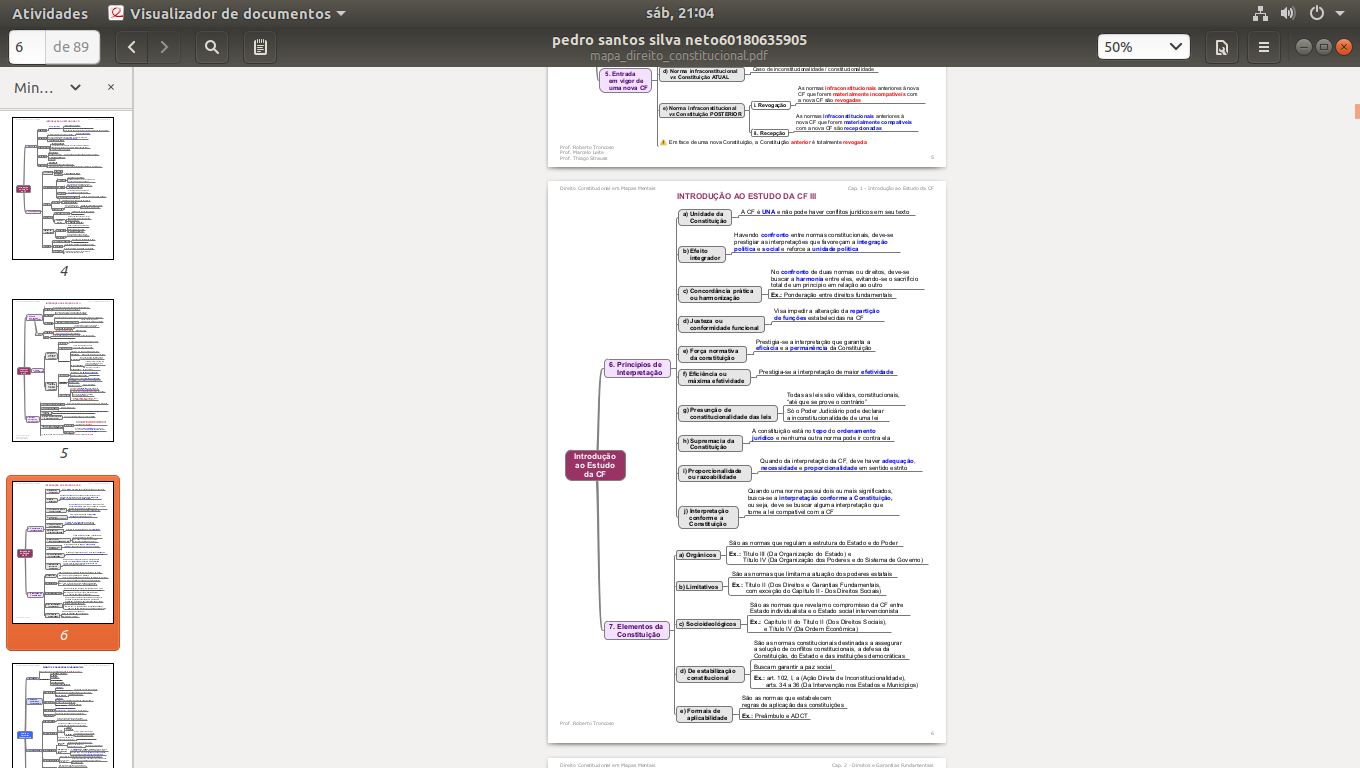 Atividades
Visualizador de documentos
sáb, 21:04
6
de 89
pedro santos silva neto60180635905
mapa_direito_constitucional.pdf
50%
Min...
×
4
5
6
5. Entrada
em vigor de
uma nova CF
d) Norma infraconstitucional
vs Constituição ATUAL
Caso de inconstitucionalidade / constitucionalidade
e) Norma infraconstitucional
vs Constituição POSTERIOR
i. Revogação
As normas infraconstitucionais anteriores à nova
CF que forem materialmente incompatíveis com
a nova CF são revogadas
ii. Recepção
As normas infraconstitucionais anteriores à
nova CF que forem materialmente compatíveis
com a nova CF são recepcionadas
Em face de uma nova Constituição, a Constituição anterior é totalmente revogada
Prof. Roberto Troncoso
Prof. Marcelo Leite
Prof. Thiago Strauss
5
Direito Constitucional em Mapas Mentais
Cap. 1 - Introdução ao Estudo da CF
INTRODUÇÃO AO ESTUDO DA CF III
Introdução
ao Estudo
da CF
6. Princípios de
Interpretação
a) Unidade da
Constituição
A CF é UNA e não pode haver conflitos jurídicos em seu texto
b) Efeito
integrador
Havendo confronto entre normas constitucionais, deve-se
prestigiar as interpretações que favoreçam a integração
política e social e reforce a unidade política
c) Concordância prática
ou harmonização
No confronto de duas normas ou direitos, deve-se
buscar a harmonia entre eles, evitando-se o sacrifício
total de um princípio em relação ao outro
Ex.: Ponderação entre direitos fundamentais
d) Justeza ou
conformidade funcional
Visa impedir a alteração da repartição
de funções estabelecidas na CF
e) Força normativa
da constituição
Prestigia-se a interpretação que garanta a
eficácia e a permanência da Constituição
f) Eficiência ou
máxima efetividade
Prestigia-se a interpretação de maior efetividade
g) Presunção de
constitucionalidade das leis
Todas as leis são válidas, constitucionais,
"até que se prove o contrário"
Só o Poder Judiciário pode declarar
a inconstitucionalidade de uma lei
h) Supremacia da
Constituição
A constituição está no topo do ordenamento
jurídico e nenhuma outra norma pode ir contra ela
i) Proporcionalidade
ou razoabilidade
Quando da interpretação da CF, deve haver adequação,
necessidade e proporcionalidade em sentido estrito
j) Interpretação
conforme a
Constituição
Quando uma norma possui dois ou mais significados,
busca-se a interpretação conforme a Constituição,
ou seja, deve se buscar alguma interpretação que
torne a lei compatível com a CF
7. Elementos da
Constituição
a) Orgânicos
São as normas que regulam a estrutura do Estado e do Poder
Ex.: Título III (Da Organização do Estado) e
Título IV (Da Organização dos Poderes e do Sistema de Governo)
b) Limitativos
São as normas que limitam a atuação dos poderes estatais
Ex.: Título II (Dos Direitos e Garantias Fundamentais,
com exceção do Capítulo II - Dos Direitos Sociais)
c) Socioideológicos
São as normas que revelam o compromisso da CF entre
Estado individualista e o Estado social intervencionista
Ex.: Capítulo II do Título II (Dos Direitos Sociais),
e Título IV (Da Ordem Econômica)
d) De estabilização
constitucional
São as normas constitucionais destinadas a assegurar
a solução de conflitos constitucionais, a defesa da
Constituição, do Estado e das instituições democráticas
Buscam garantir a paz social
Ex.: art. 102, I, a (Ação Direta de Inconstitucionalidade),
arts. 34 a 36 (Da Intervenção nos Estados e Municípios)
e) Formais de
aplicabilidade
São as normas que estabelecem
regras de aplicação das constituições
Ex.: Preâmbulo e ADCT
Prof. Roberto Troncoso
6
Direito Constitucional em Mapas Mentais
Cap. 2 - Direitos e Garantias Fundamentais